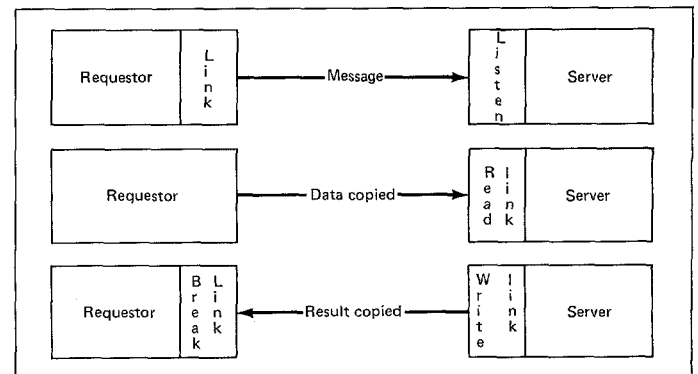 Requestor
Link
Message
Listen
Server
Requestor
Data copied
Read link
Server
Requestor
Break Link
Result copied
Write link
Server